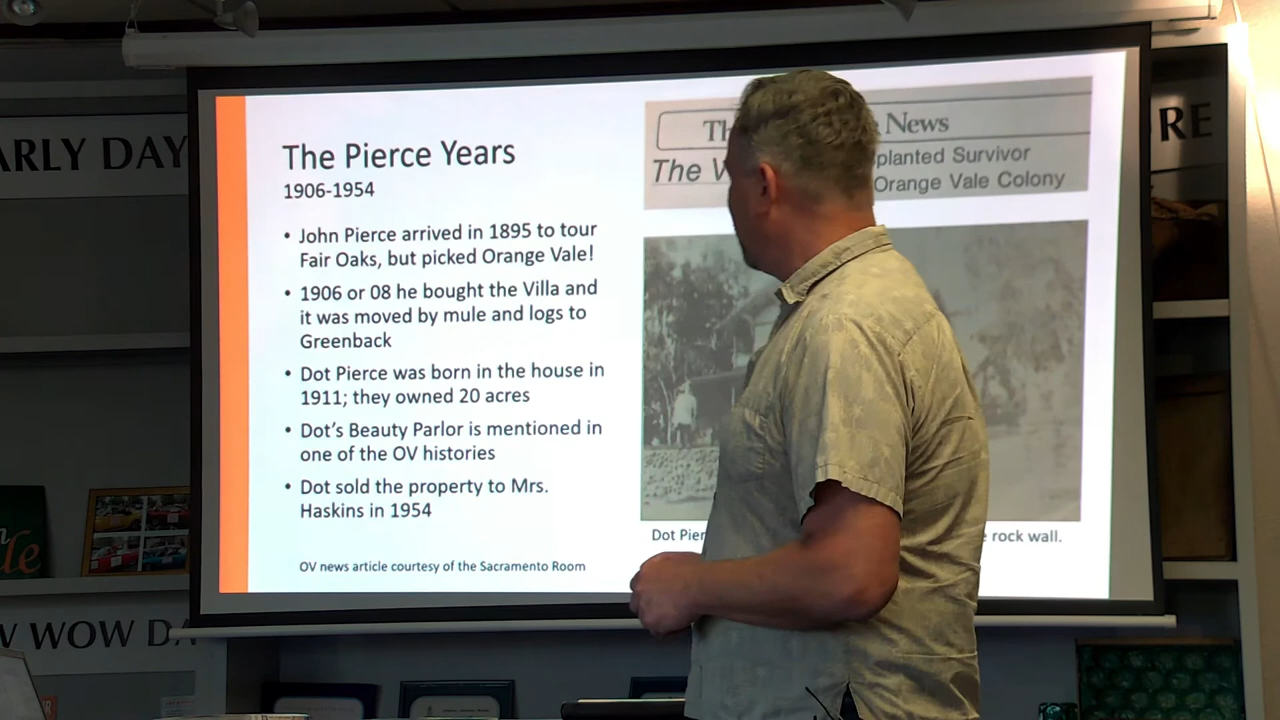 ARLY DAY
RE
The Pierce Years
1906-1954
• John Pierce arrived in 1895 to tour
Fair Oaks, but picked Orange Vale!
• 1906 or 08 he bought the Villa and
it was moved by mule and logs to
Greenback
• Dot Pierce was born in the house in
1911; they owned 20 acres
• Dot's Beauty Parlor is mentioned in
one of the OV histories
• Dot sold the property to Mrs.
Haskins in 1954
OV news article courtesy of the Sacramento Room
Th News
The V planted Survivor
Orange Vale Colony
Dot Pier rock wall.
W WOW DA